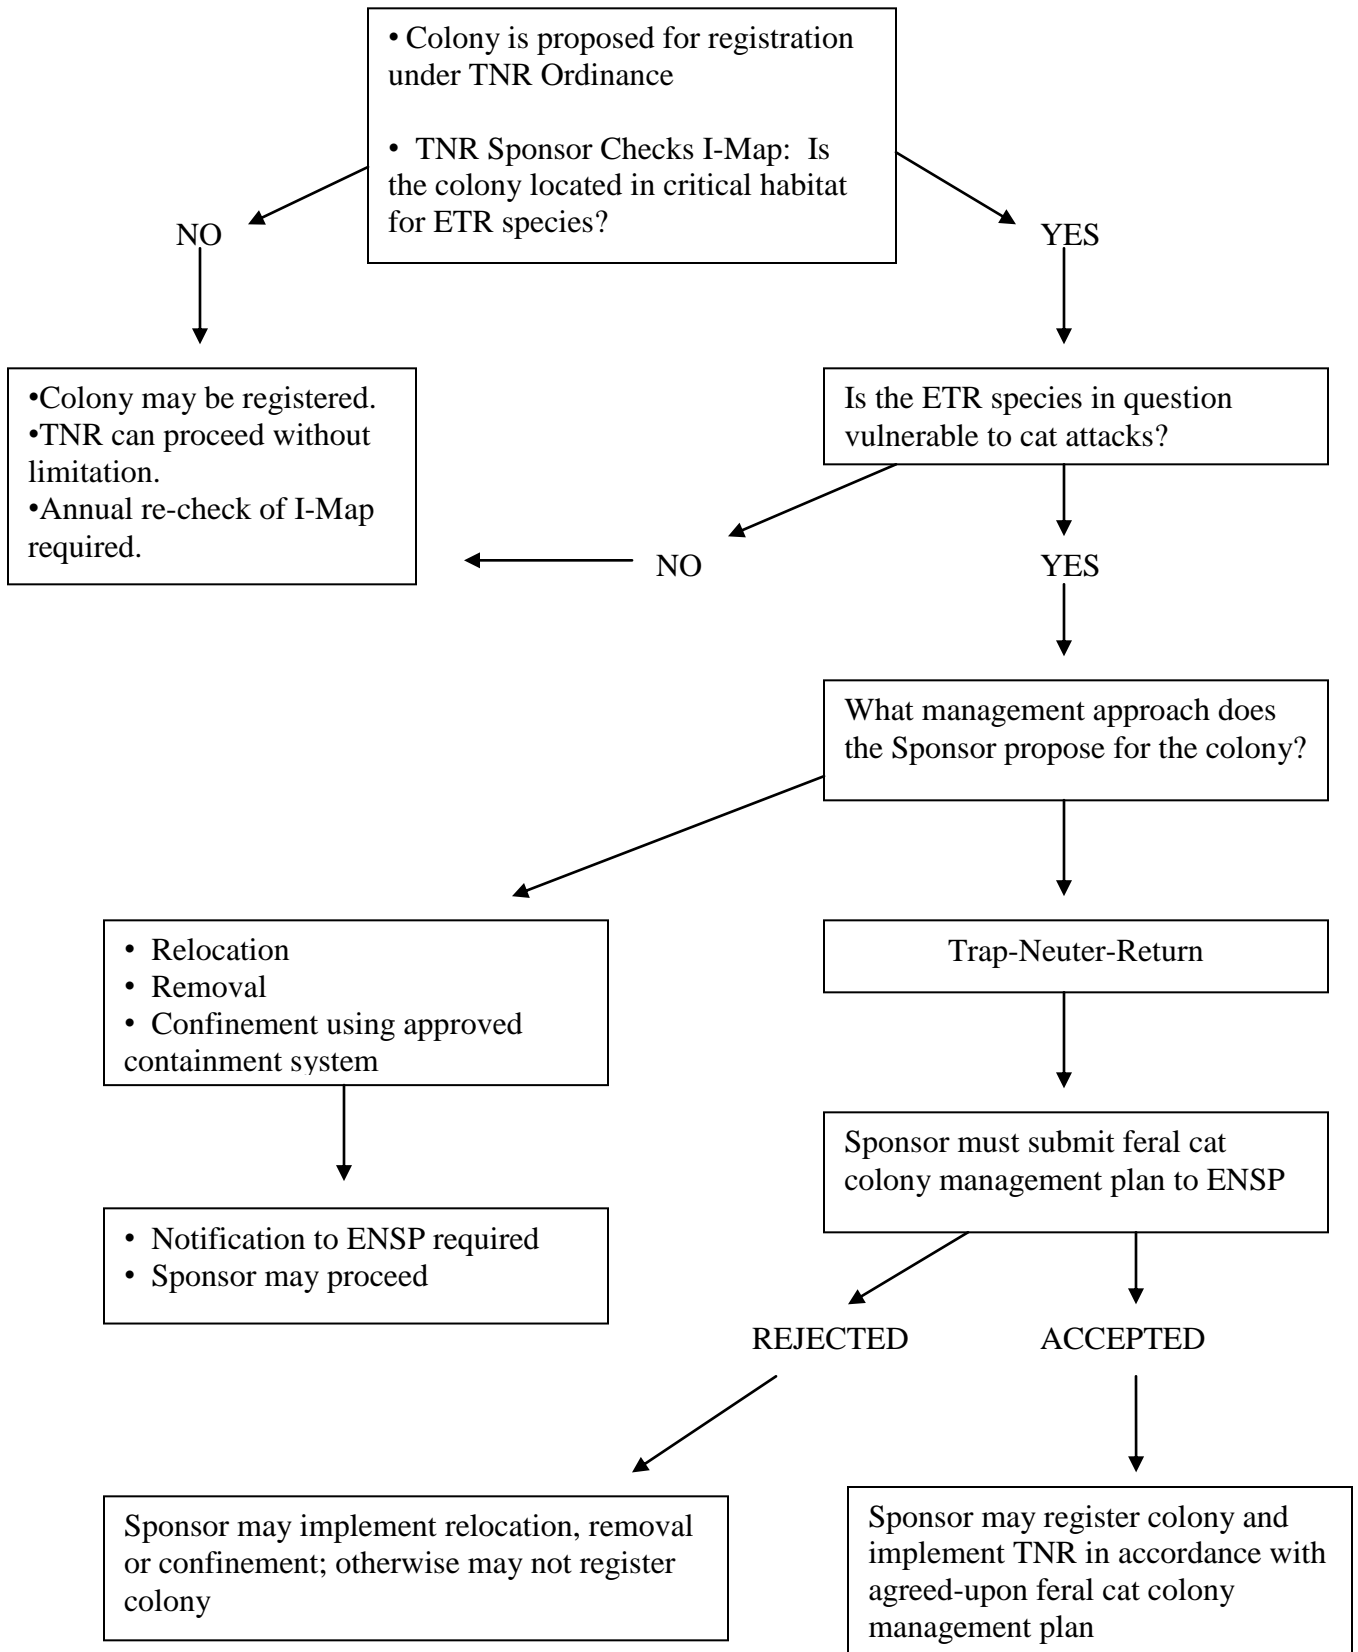 • Colony is proposed for registration
under TNR Ordinance
• TNR Sponsor Checks I-Map: Is
the colony located in critical habitat
for ETR species?
NO
YES
•Colony may be registered.
•TNR can proceed without
limitation.
•Annual re-check of I-Map
required.
Is the ETR species in question
vulnerable to cat attacks?
NO
YES
What management approach does
the Sponsor propose for the colony?
• Relocation
• Removal
• Confinement using approved
containment system
Trap-Neuter-Return
Sponsor must submit feral cat
colony management plan to ENSP
• Notification to ENSP required
• Sponsor may proceed
REJECTED
ACCEPTED
Sponsor may implement relocation, removal
or confinement; otherwise may not register
colony
Sponsor may register colony and
implement TNR in accordance with
agreed-upon feral cat colony
management plan